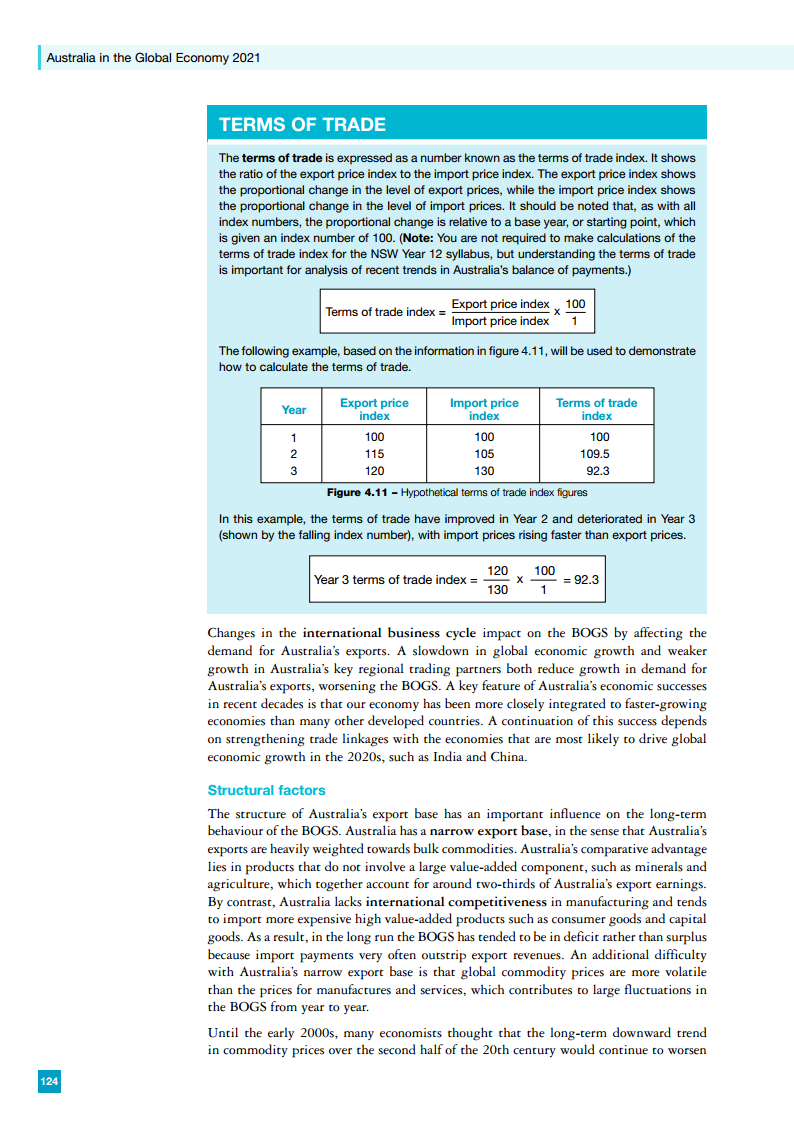 Australia in the Global Economy 2021
TERMS OF TRADE
The terms of trade is expressed as a number known as the terms of trade index. It shows
the ratio of the export price index to the import price index. The export price index shows
the proportional change in the level of export prices, while the import price index shows
the proportional change in the level of import prices. It should be noted that, as with all
index numbers, the proportional change is relative to a base year, or starting point, which
is given an index number of 100. (Note: You are not required to make calculations of the
terms of trade index for the NSW Year 12 syllabus, but understanding the terms of trade
is important for analysis of recent trends in Australia's balance of payments.)
Terms of trade index = Export price index / Import price index x 100 / 1
The following example, based on the information in figure 4.11, will be used to demonstrate
how to calculate the terms of trade.
Year Export price index Import price index Terms of trade index
1 100 100 100
2 115 105 109.5
3 120 130 92.3
Figure 4.11 – Hypothetical terms of trade index figures
In this example, the terms of trade have improved in Year 2 and deteriorated in Year 3
(shown by the falling index number), with import prices rising faster than export prices.
Year 3 terms of trade index = 120 / 130 x 100 / 1 = 92.3
Changes in the international business cycle impact on the BOGS by affecting the
demand for Australia's exports. A slowdown in global economic growth and weaker
growth in Australia's key regional trading partners both reduce growth in demand for
Australia's exports, worsening the BOGS. A key feature of Australia's economic successes
in recent decades is that our economy has been more closely integrated to faster-growing
economies than many other developed countries. A continuation of this success depends
on strengthening trade linkages with the economies that are most likely to drive global
economic growth in the 2020s, such as India and China.
Structural factors
The structure of Australia's export base has an important influence on the long-term
behaviour of the BOGS. Australia has a narrow export base, in the sense that Australia's
exports are heavily weighted towards bulk commodities. Australia's comparative advantage
lies in products that do not involve a large value-added component, such as minerals and
agriculture, which together account for around two-thirds of Australia's export earnings.
By contrast, Australia lacks international competitiveness in manufacturing and tends
to import more expensive high value-added products such as consumer goods and capital
goods. As a result, in the long run the BOGS has tended to be in deficit rather than surplus
because import payments very often outstrip export revenues. An additional difficulty
with Australia's narrow export base is that global commodity prices are more volatile
than the prices for manufactures and services, which contributes to large fluctuations in
the BOGS from year to year.
Until the early 2000s, many economists thought that the long-term downward trend
in commodity prices over the second half of the 20th century would continue to worsen
124